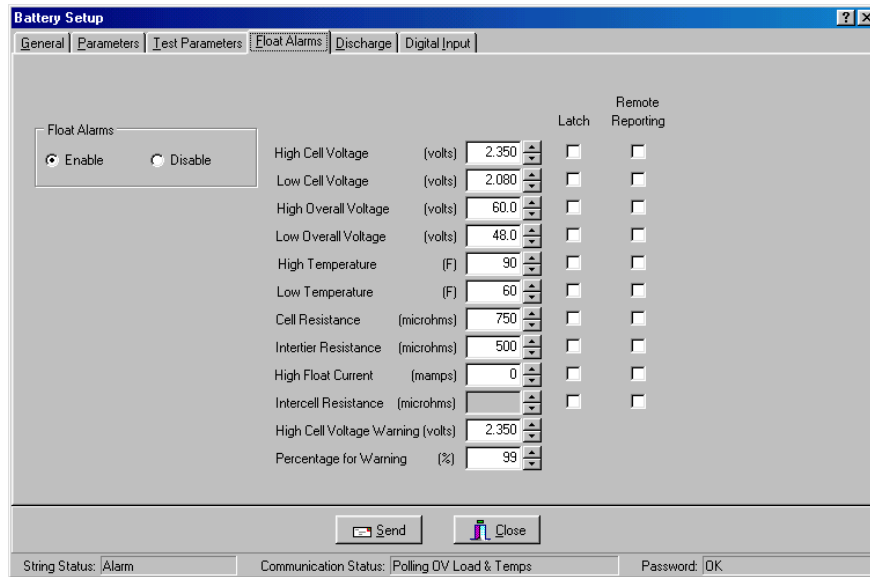 Battery Setup
General Parameters Test Parameters Float Alarms Discharge Digital Input
Remote
Latch Reporting
Float Alarms
Enable Disable
High Cell Voltage (volts) 2.350
Low Cell Voltage (volts) 2.080
High Overall Voltage (volts) 60.0
Low Overall Voltage (volts) 48.0
High Temperature (F) 90
Low Temperature (F) 60
Cell Resistance (microhms) 750
Intertier Resistance (microhms) 500
High Float Current (mamps) 0
Intercell Resistance (microhms)
High Cell Voltage Warning (volts) 2.350
Percentage for Warning (%) 99
Send Close
String Status: Alarm Communication Status: Polling OV Load & Temps Password: OK